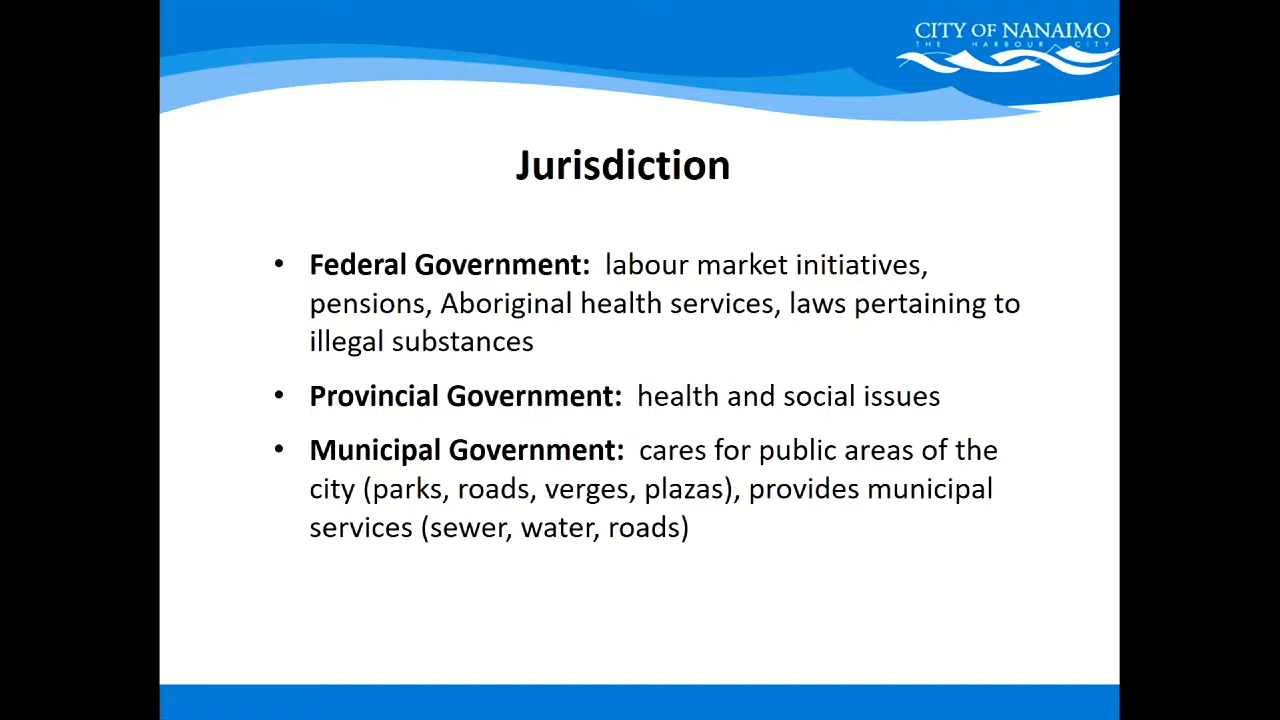 CITY OF NANAIMO
THE HARBOUR CITY
Jurisdiction
• Federal Government: labour market initiatives,
pensions, Aboriginal health services, laws pertaining to
illegal substances
• Provincial Government: health and social issues
• Municipal Government: cares for public areas of the
city (parks, roads, verges, plazas), provides municipal
services (sewer, water, roads)